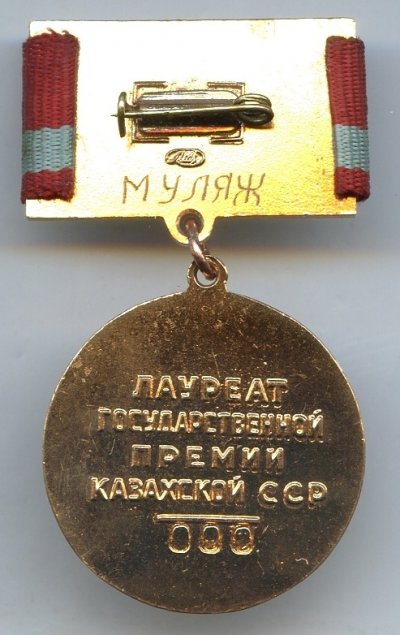 МУЛЯЖ
ЛАУРЕАТ
ГОСУДАРСТВЕННОЙ
ПРЕМИИ
КАЗАХСКОЙ ССР
000